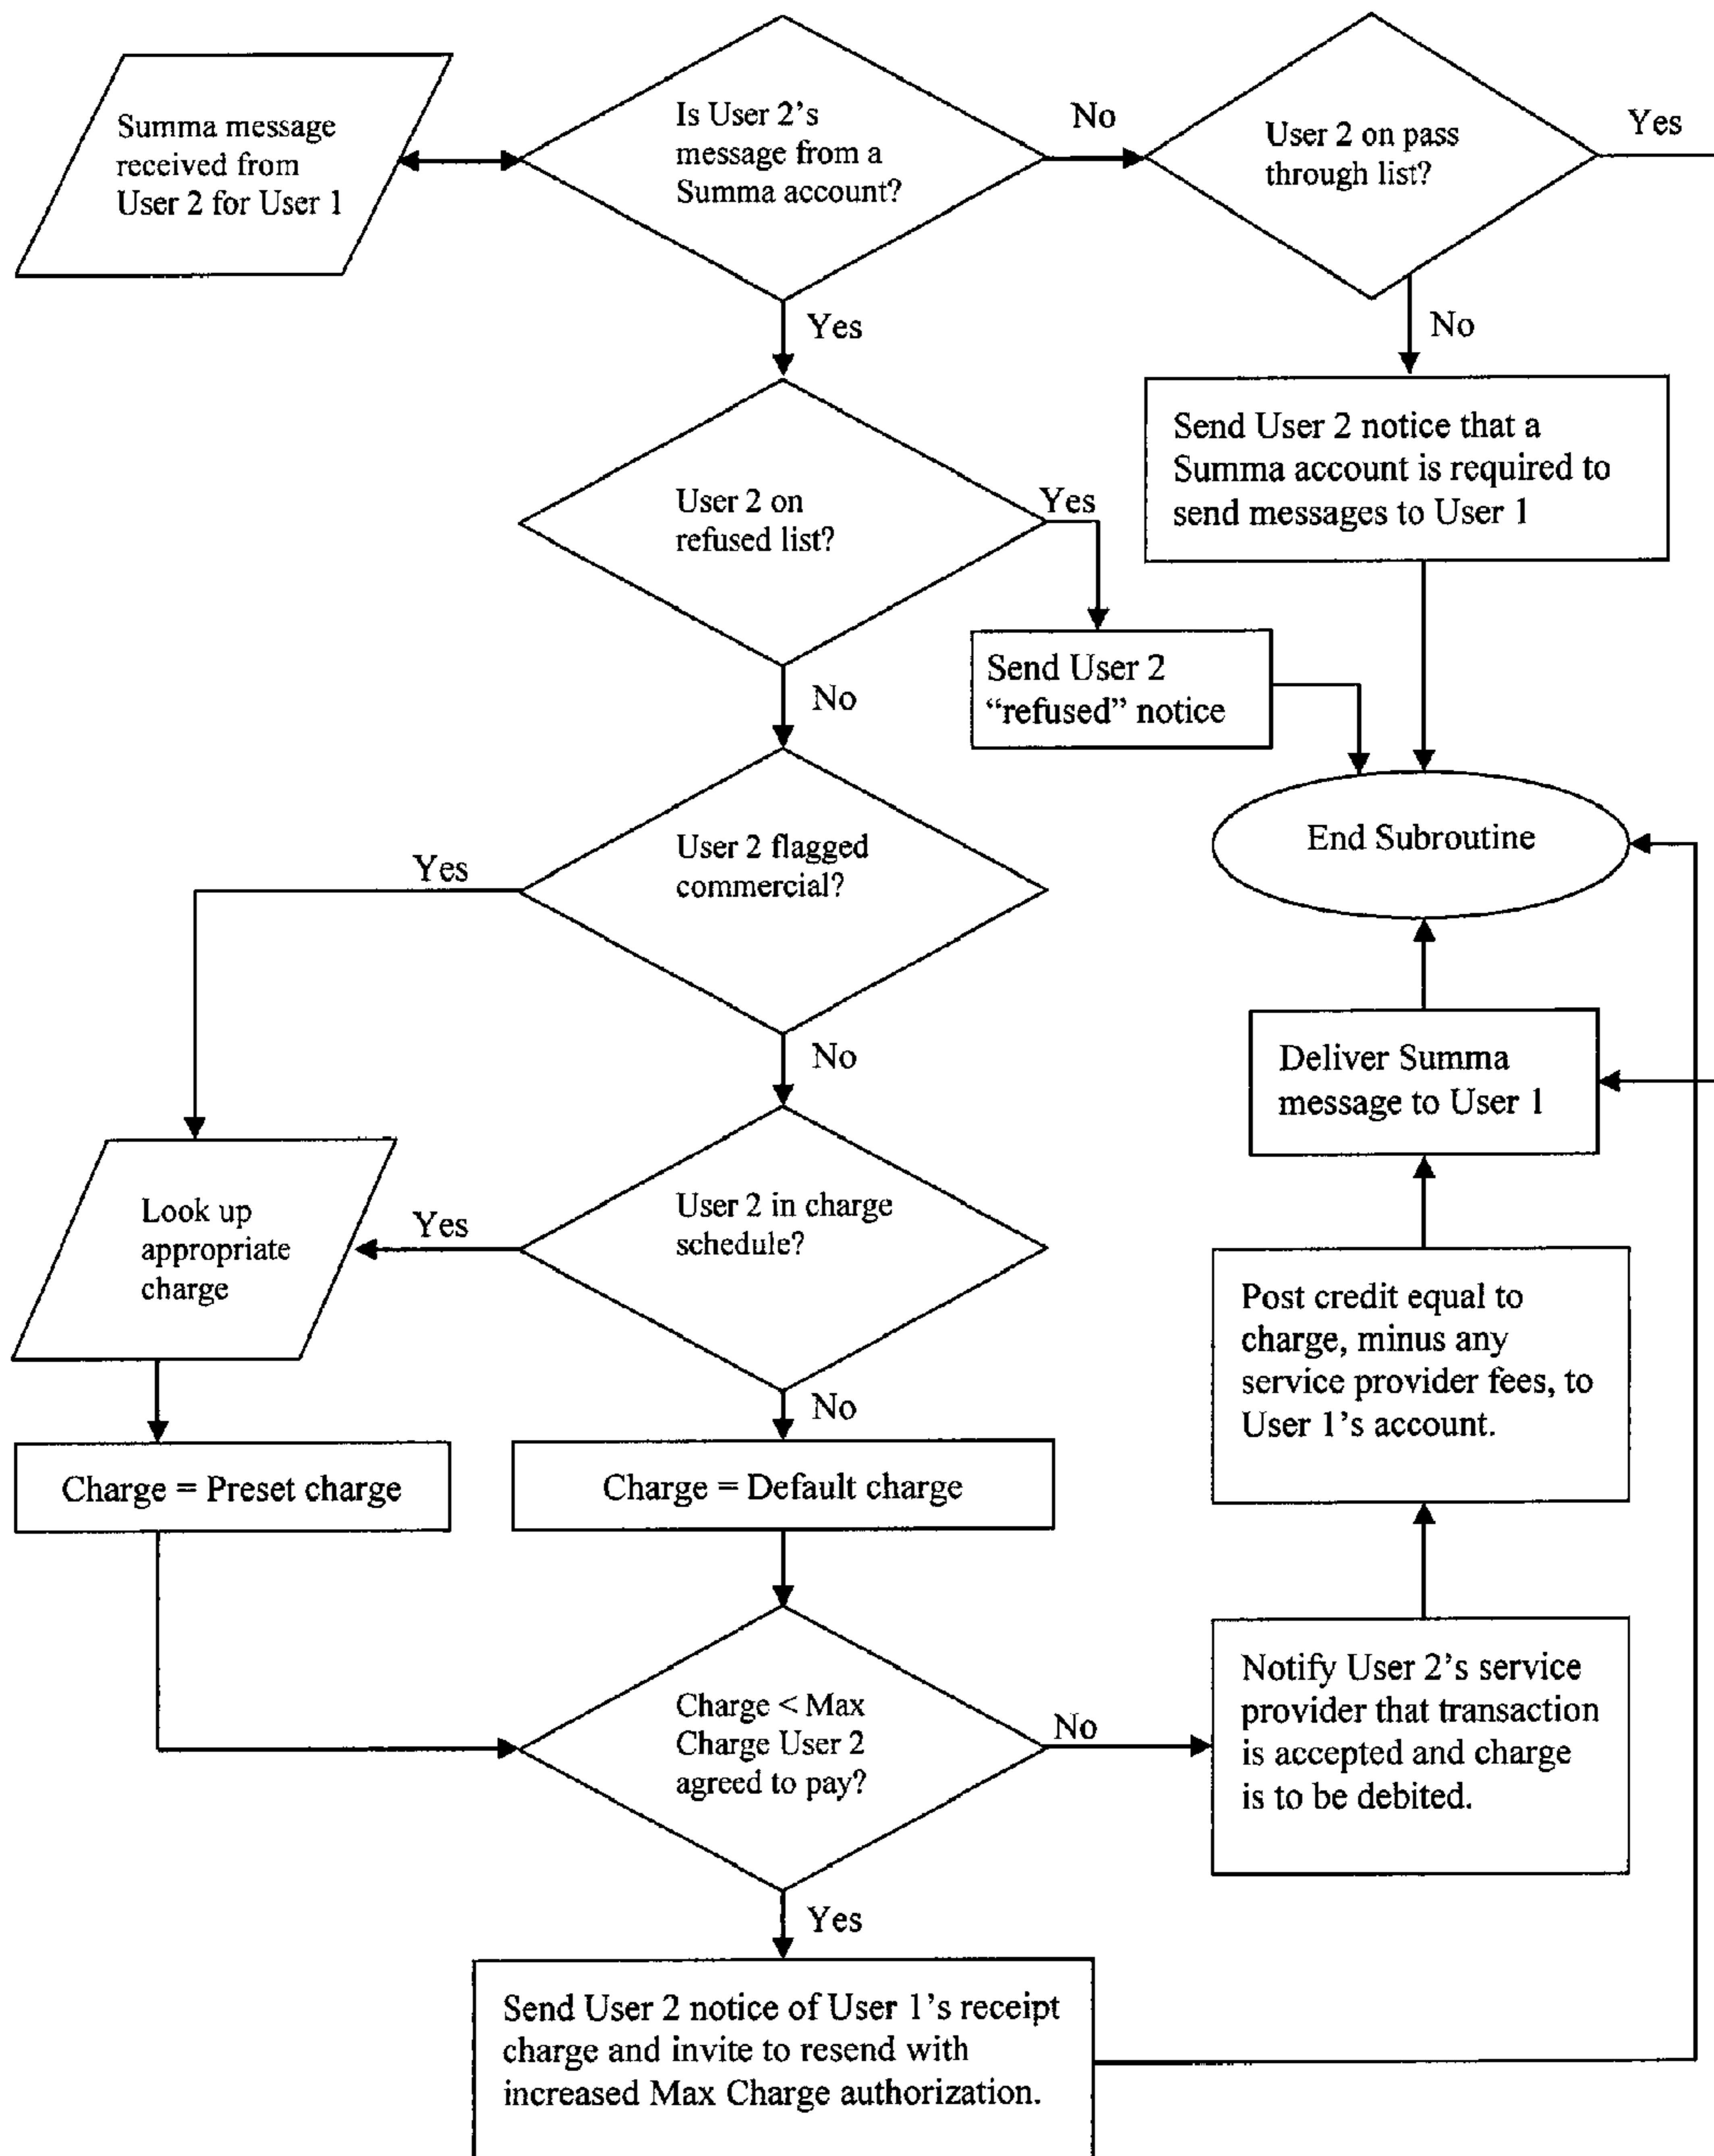 Summa message
received from
User 2 for User 1
Is User 2’s
message from a
Summa account?
No
User 2 on pass
through list?
Yes
Yes
No
Send User 2 notice that a
Summa account is required to
send messages to User 1
User 2 on
refused list?
Yes
Send User 2
“refused” notice
No
End Subroutine
User 2 flagged
commercial?
Yes
No
Deliver Summa
message to User 1
Look up
appropriate
charge
Yes
User 2 in charge
schedule?
Post credit equal to
charge, minus any
service provider fees, to
User 1’s account.
No
Charge = Preset charge
Charge = Default charge
Charge < Max
Charge User 2
agreed to pay?
No
Notify User 2’s service
provider that transaction
is accepted and charge
is to be debited.
Yes
Send User 2 notice of User 1’s receipt
charge and invite to resend with
increased Max Charge authorization.